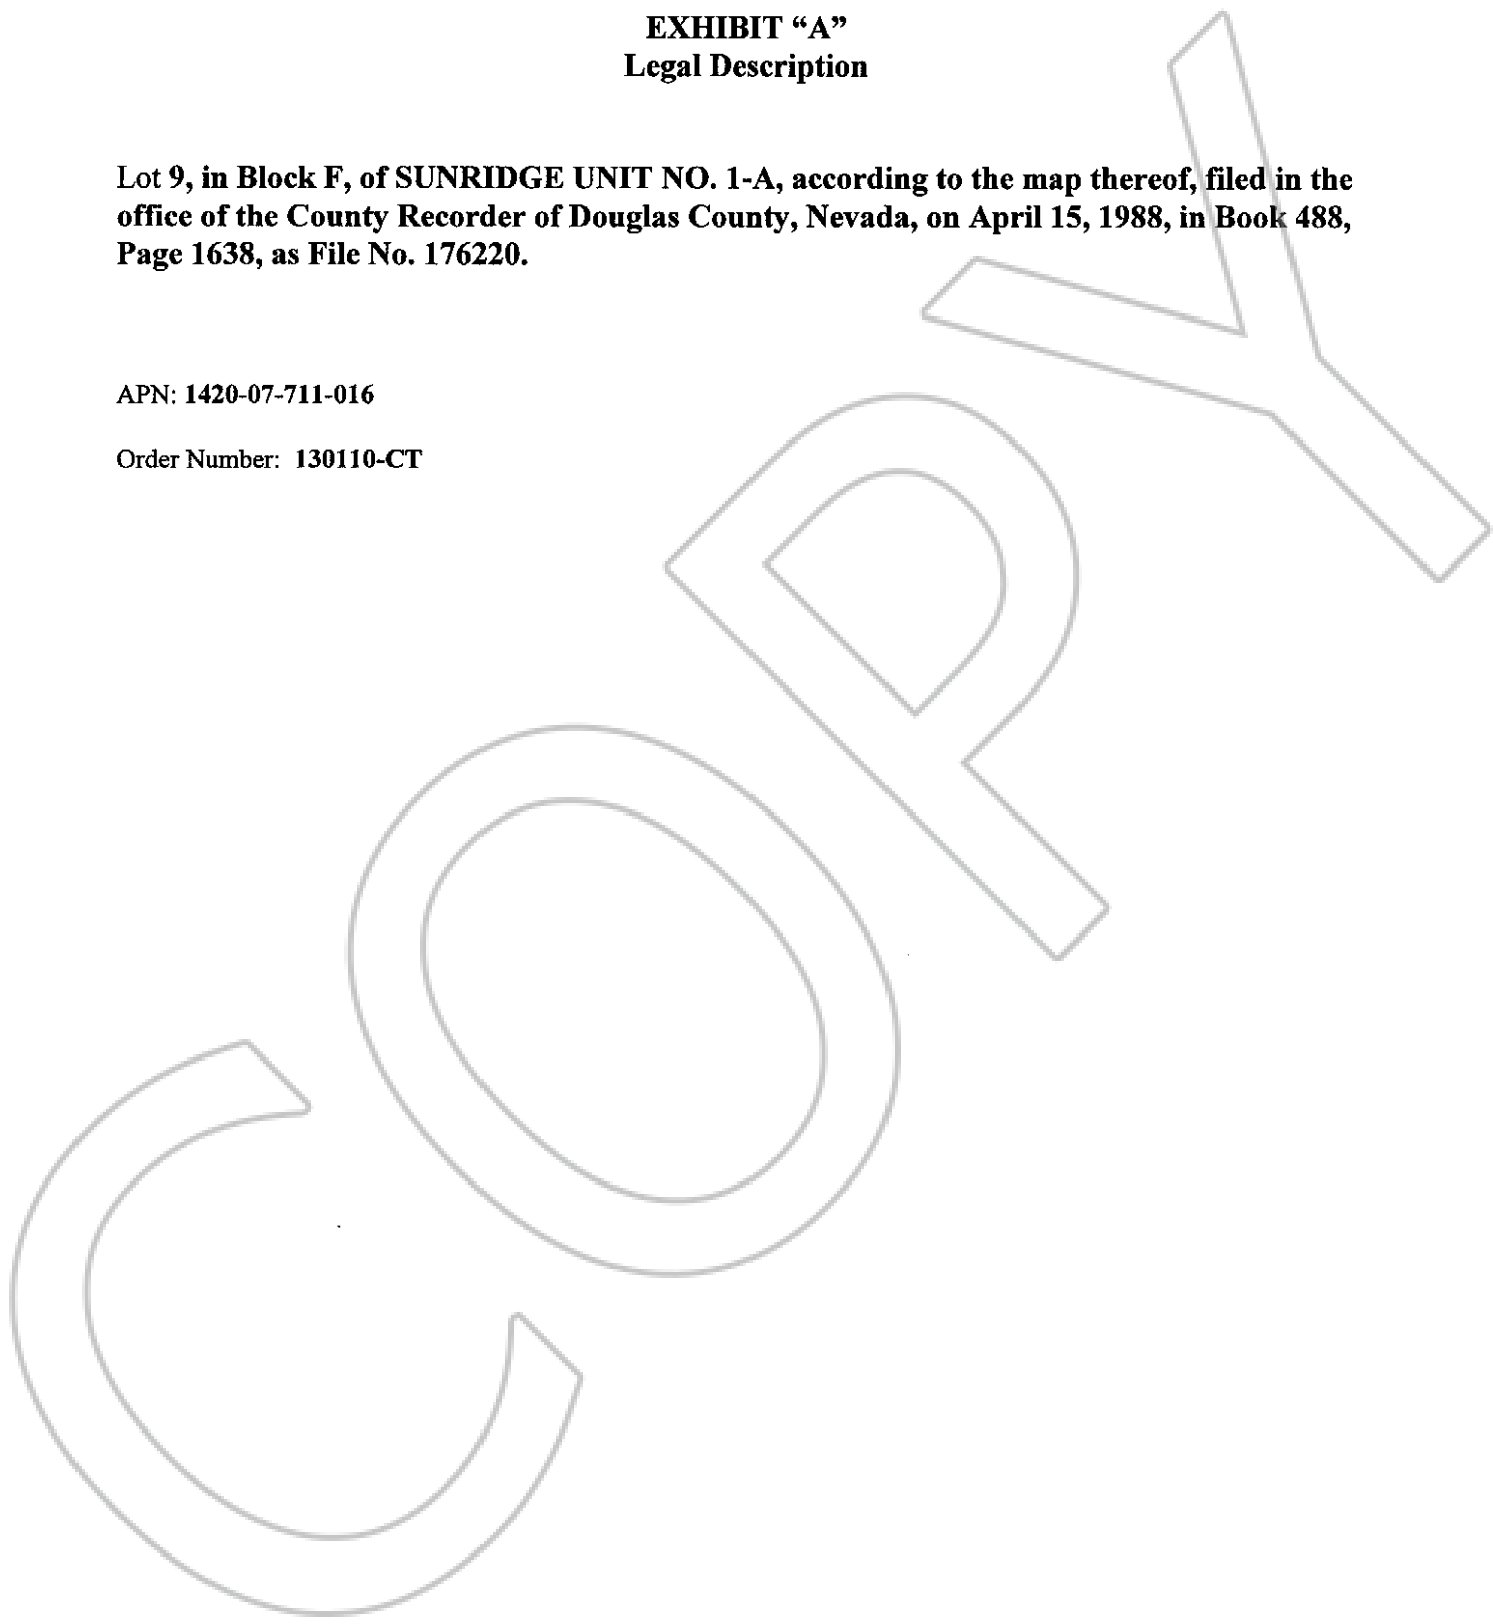 EXHIBIT “A”
Legal Description
Lot 9, in Block F, of SUNRIDGE UNIT NO. 1-A, according to the map thereof, filed in the
office of the County Recorder of Douglas County, Nevada, on April 15, 1988, in Book 488,
Page 1638, as File No. 176220.
APN: 1420-07-711-016
Order Number: 130110-CT
COPY